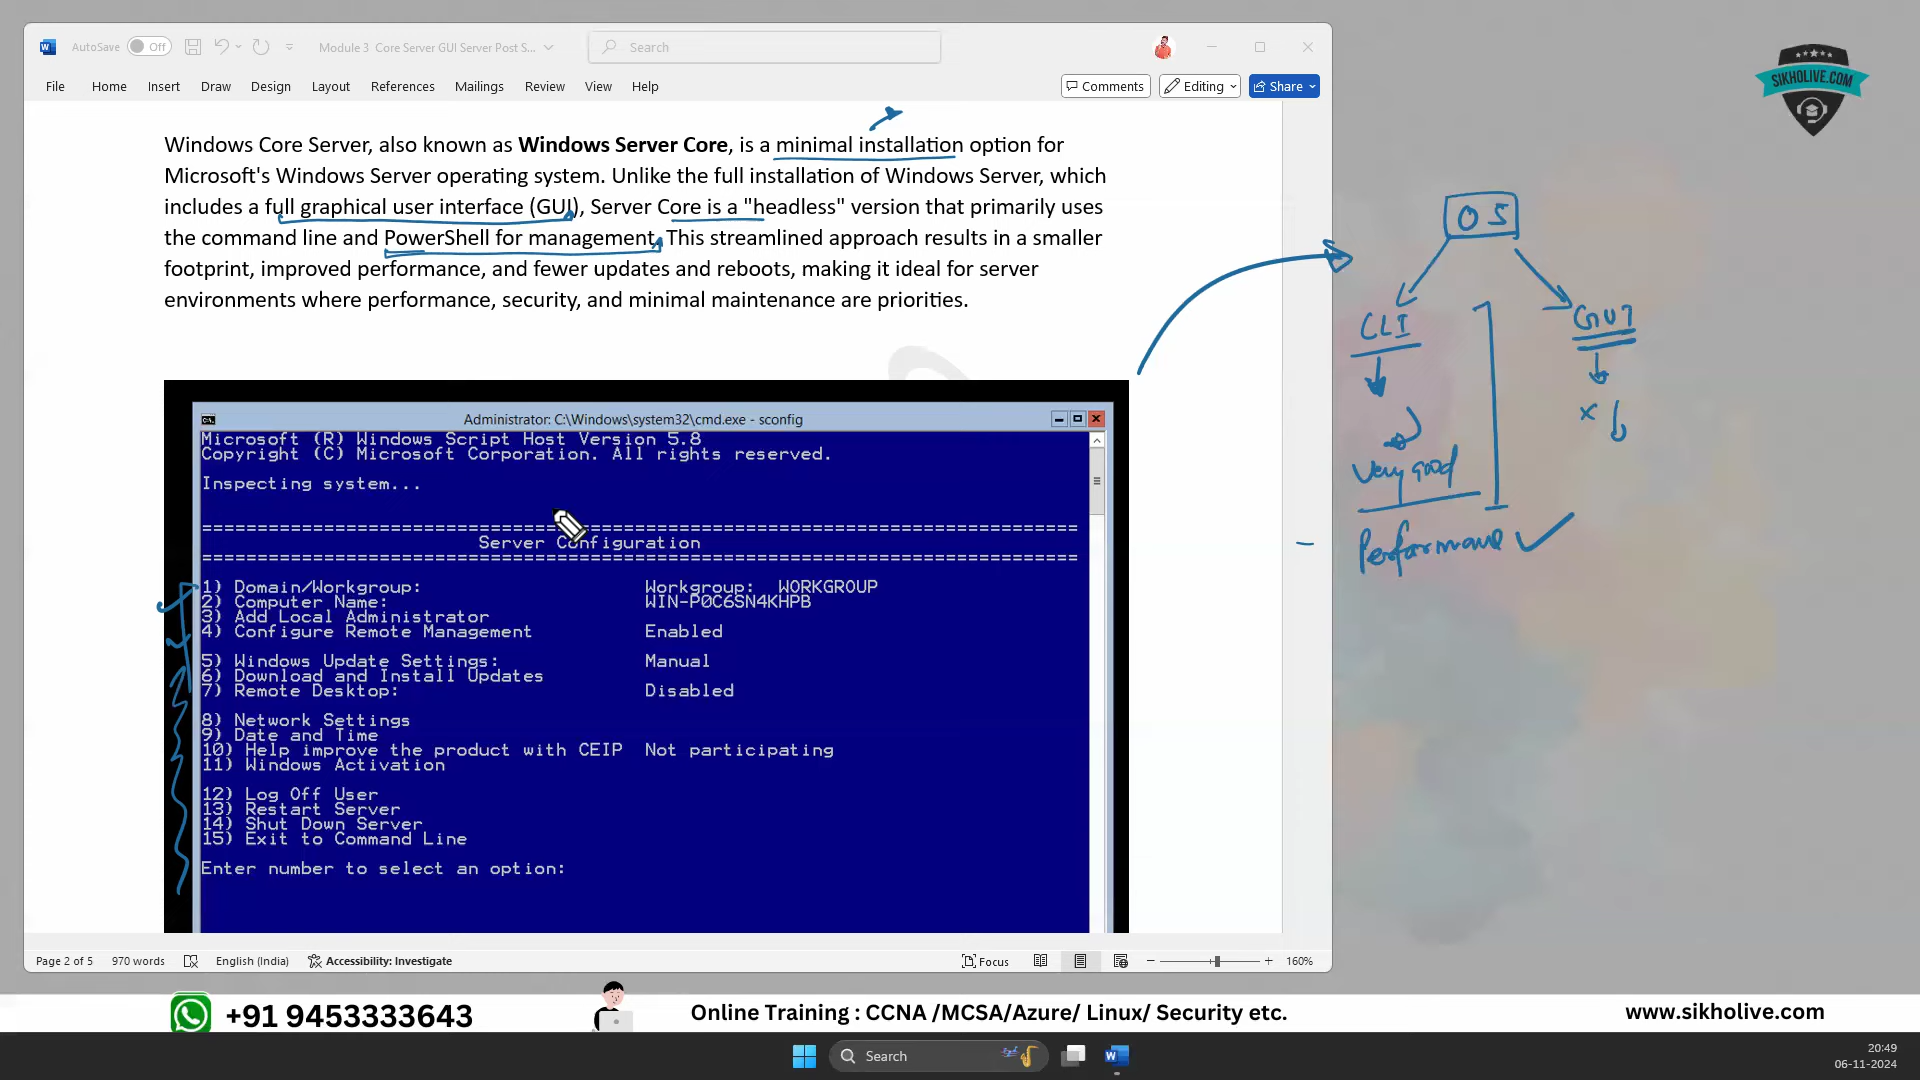 AutoSave Off Module 3 Core Server GUI Server Post S... Search
File Home Insert Draw Design Layout References Mailings Review View Help Comments Editing Share
SIKHOLIVE.COM
Windows Core Server, also known as Windows Server Core, is a minimal installation option for
Microsoft's Windows Server operating system. Unlike the full installation of Windows Server, which
includes a full graphical user interface (GUI), Server Core is a "headless" version that primarily uses
the command line and PowerShell for management. This streamlined approach results in a smaller
footprint, improved performance, and fewer updates and reboots, making it ideal for server
environments where performance, security, and minimal maintenance are priorities.
OS
CLI GUI
Very good
Performance
Administrator: C:\Windows\system32\cmd.exe - sconfig
Microsoft (R) Windows Script Host Version 5.8
Copyright (C) Microsoft Corporation. All rights reserved.
Inspecting system...
===============================================================================
Server Configuration
===============================================================================
1) Domain/Workgroup: Workgroup: WORKGROUP
2) Computer Name: WIN-P0C6SN4KHPB
3) Add Local Administrator
4) Configure Remote Management Enabled
5) Windows Update Settings: Manual
6) Download and Install Updates
7) Remote Desktop: Disabled
8) Network Settings
9) Date and Time
10) Help improve the product with CEIP Not participating
11) Windows Activation
12) Log Off User
13) Restart Server
14) Shut Down Server
15) Exit to Command Line
Enter number to select an option:
Page 2 of 5 970 words English (India) Accessibility: Investigate Focus 160%
+91 9453333643 Online Training : CCNA /MCSA/Azure/ Linux/ Security etc. www.sikholive.com
Search
20:49
06-11-2024